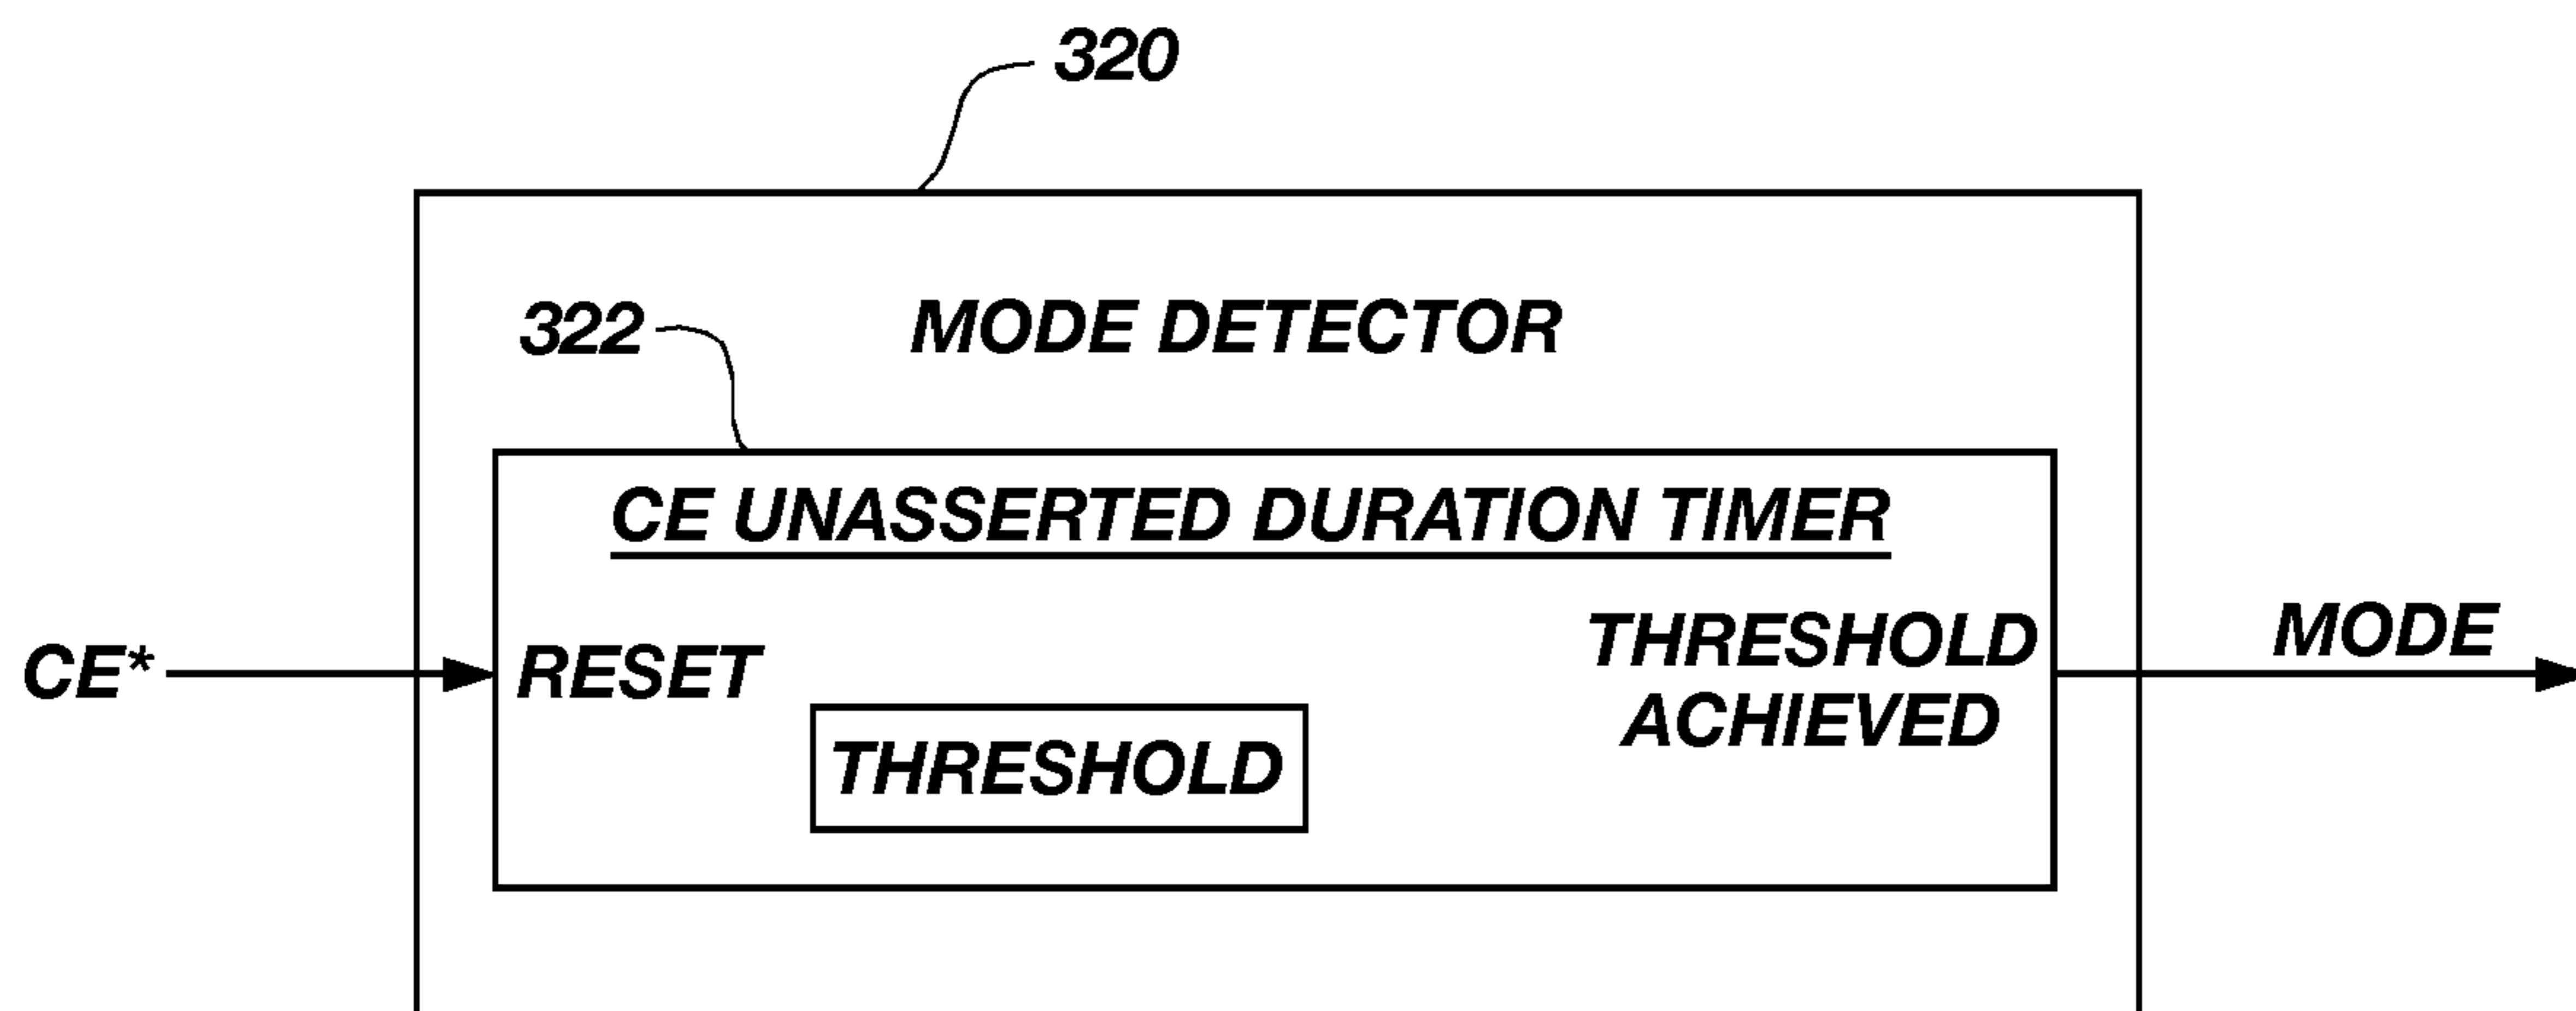 320
322
MODE DETECTOR
CE UNASSERTED DURATION TIMER
CE*
RESET
THRESHOLD
ACHIEVED
MODE
THRESHOLD